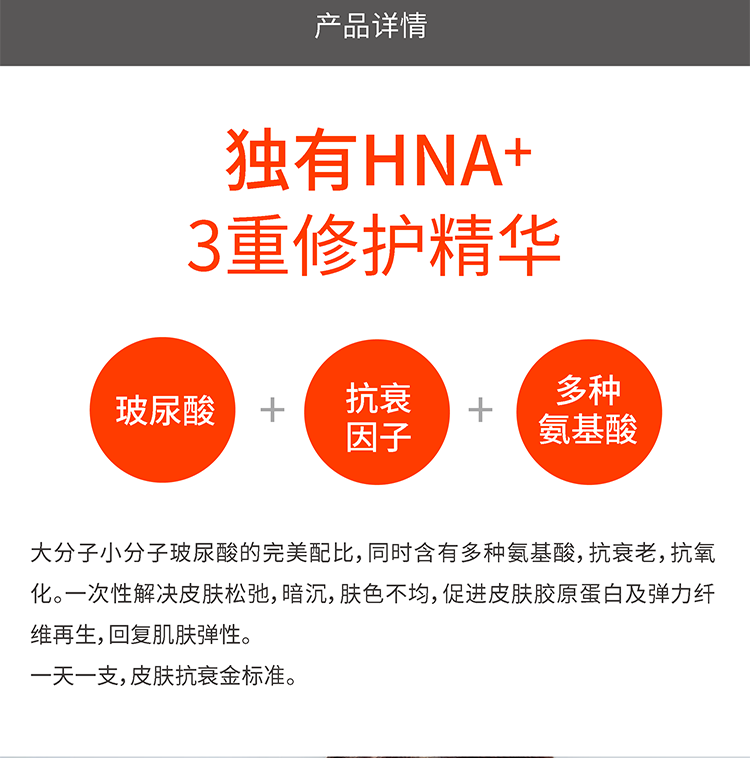 产品详情
独有HNA⁺
3重修护精华
玻尿酸
+
抗衰
因子
+
多种
氨基酸
大分子小分子玻尿酸的完美配比，同时含有多种氨基酸，抗衰老，抗氧
化。一次性解决皮肤松弛，暗沉，肤色不均，促进皮肤胶原蛋白及弹力纤
维再生，回复肌肤弹性。
一天一支，皮肤抗衰金标准。